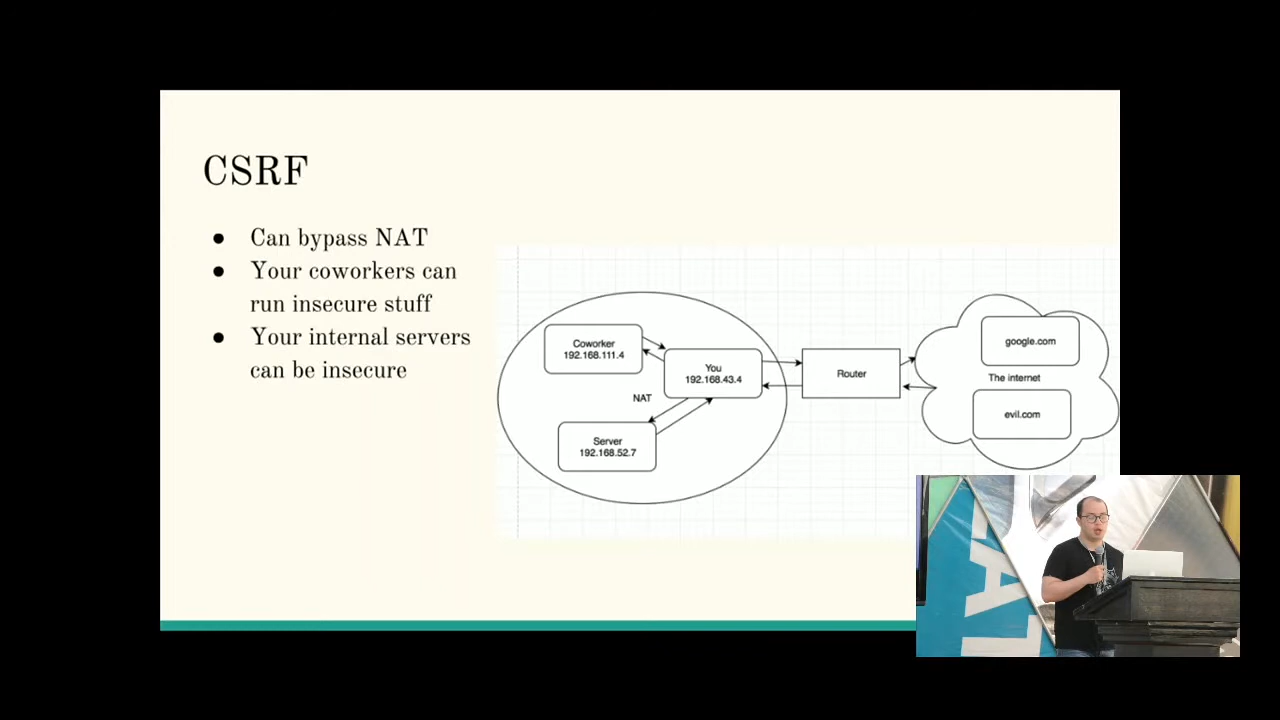 CSRF
● Can bypass NAT
● Your coworkers can
run insecure stuff
● Your internal servers
can be insecure
Coworker
192.168.111.4
You
192.168.43.4
NAT
Server
192.168.52.7
Router
google.com
The internet
evil.com